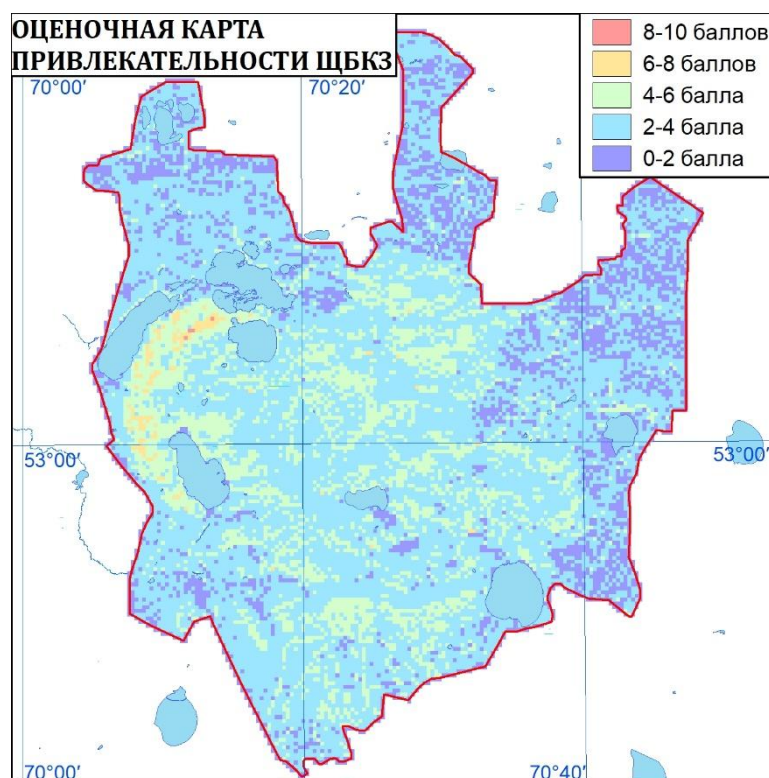 ОЦЕНОЧНАЯ КАРТА
ПРИВЛЕКАТЕЛЬНОСТИ ЩБКЗ
8-10 баллов
6-8 баллов
4-6 балла
2-4 балла
0-2 балла
70°00′
70°20′
53°00′
53°00′
70°00′
70°40′